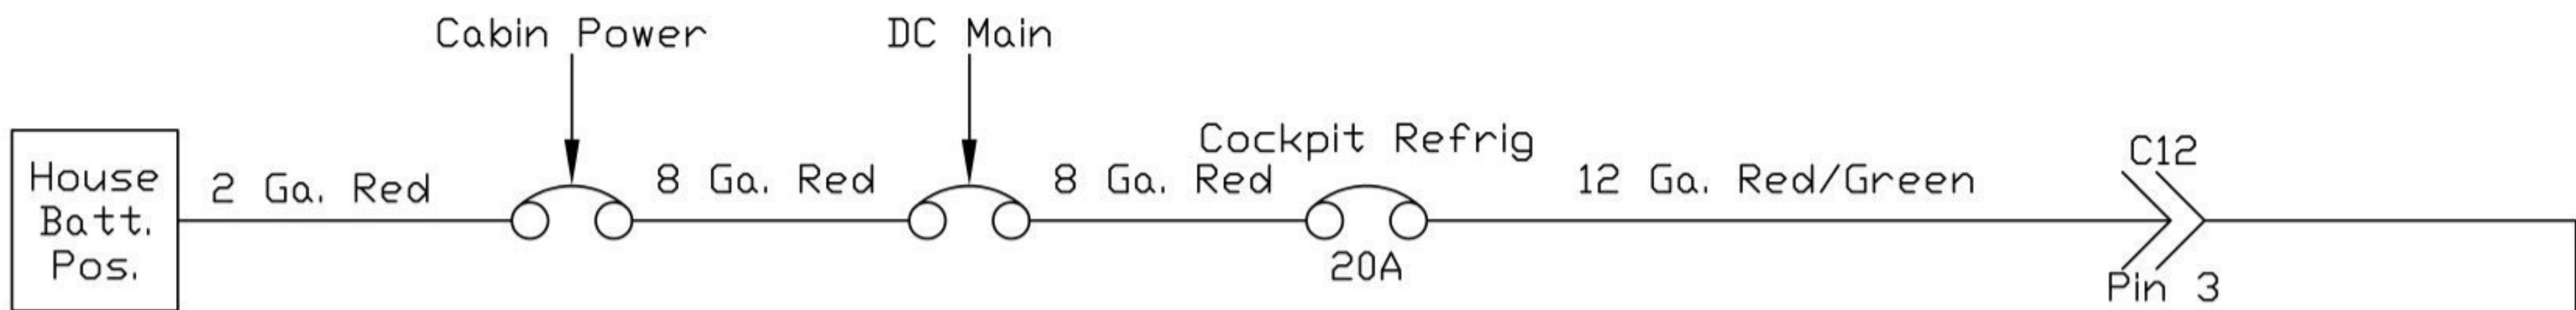 Cabin Power
DC Main
House
Batt.
Pos.
2 Ga. Red
8 Ga. Red
8 Ga. Red
Cockpit Refrig
20A
12 Ga. Red/Green
C12
Pin 3